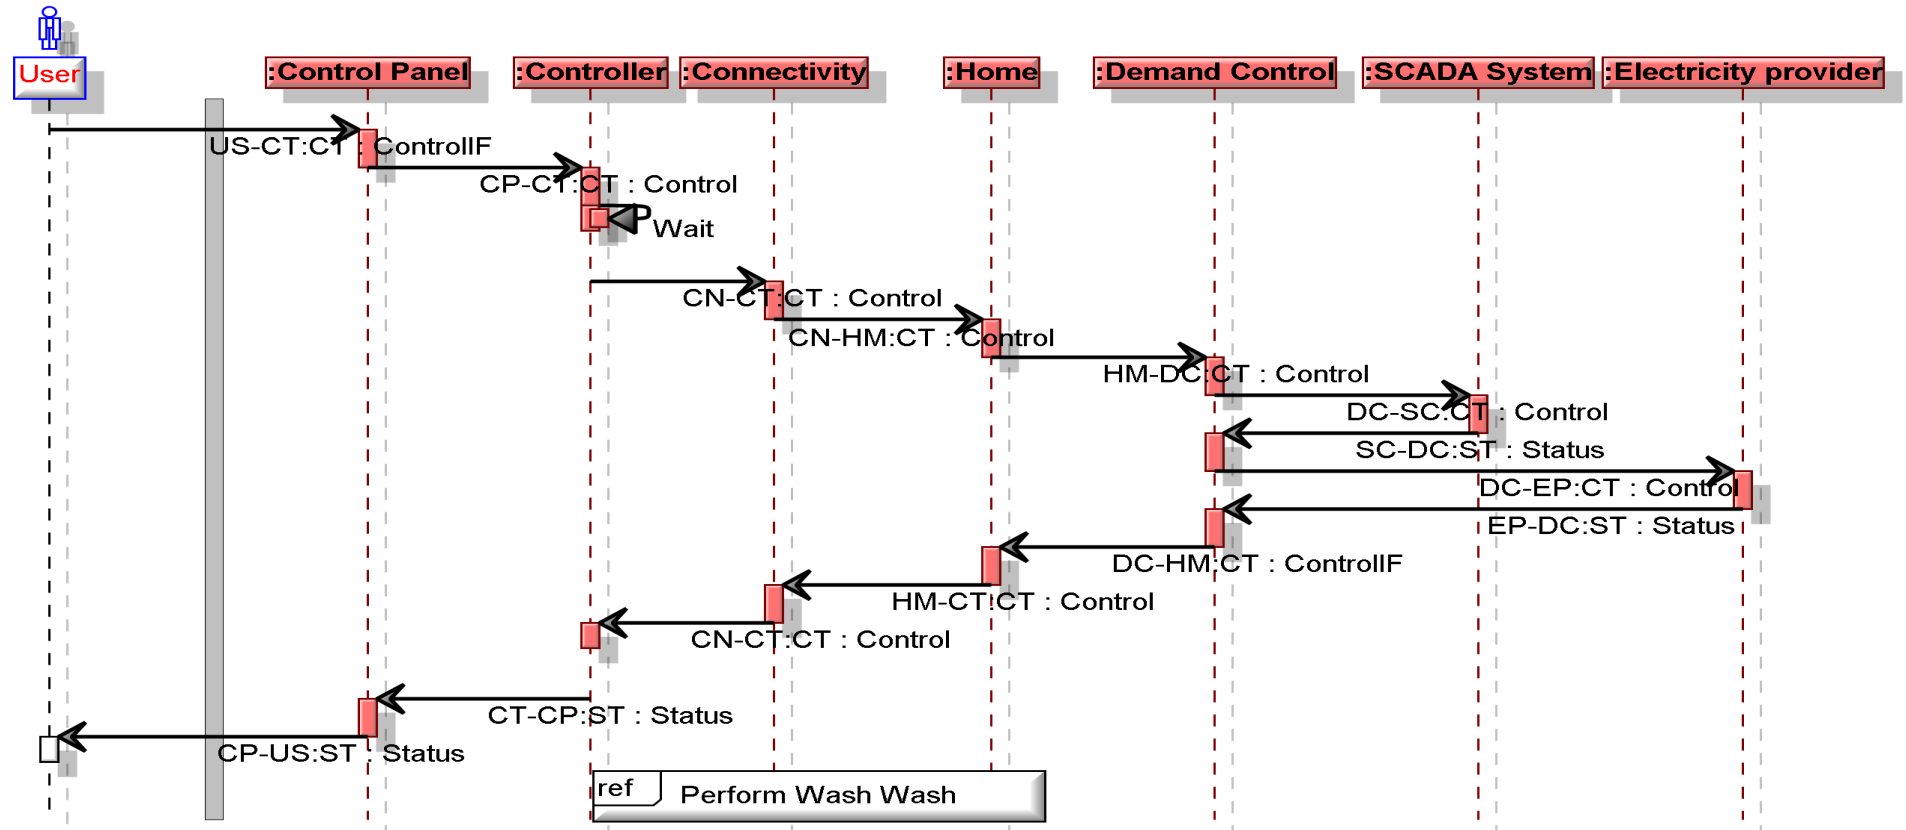 User
:Control Panel
:Controller
:Connectivity
:Home
:Demand Control
:SCADA System
:Electricity provider
US-CT:CT : ControlIF
CP-CT:CT : Control
Wait
CN-CT:CT : Control
CN-HM:CT : Control
HM-DC:CT : Control
DC-SC:CT : Control
SC-DC:ST : Status
DC-EP:CT : Control
EP-DC:ST : Status
DC-HM:CT : ControlIF
HM-CT:CT : Control
CN-CT:CT : Control
CT-CP:ST : Status
CP-US:ST : Status
ref
Perform Wash Wash